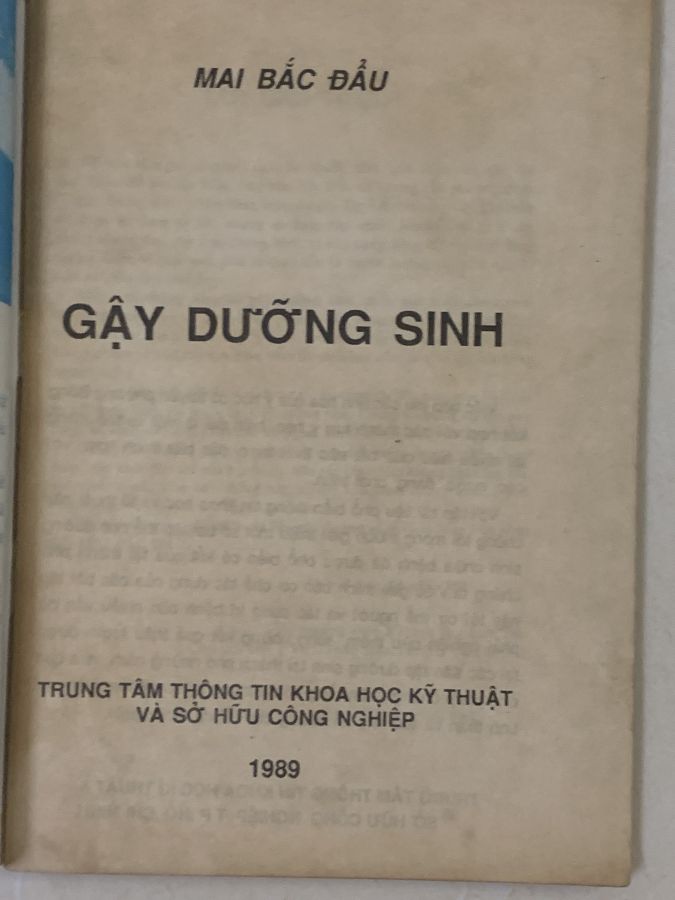 MAI BẮC ĐẨU
GẬY DƯỠNG SINH
TRUNG TÂM THÔNG TIN KHOA HỌC KỸ THUẬT
VÀ SỞ HỮU CÔNG NGHIỆP
1989